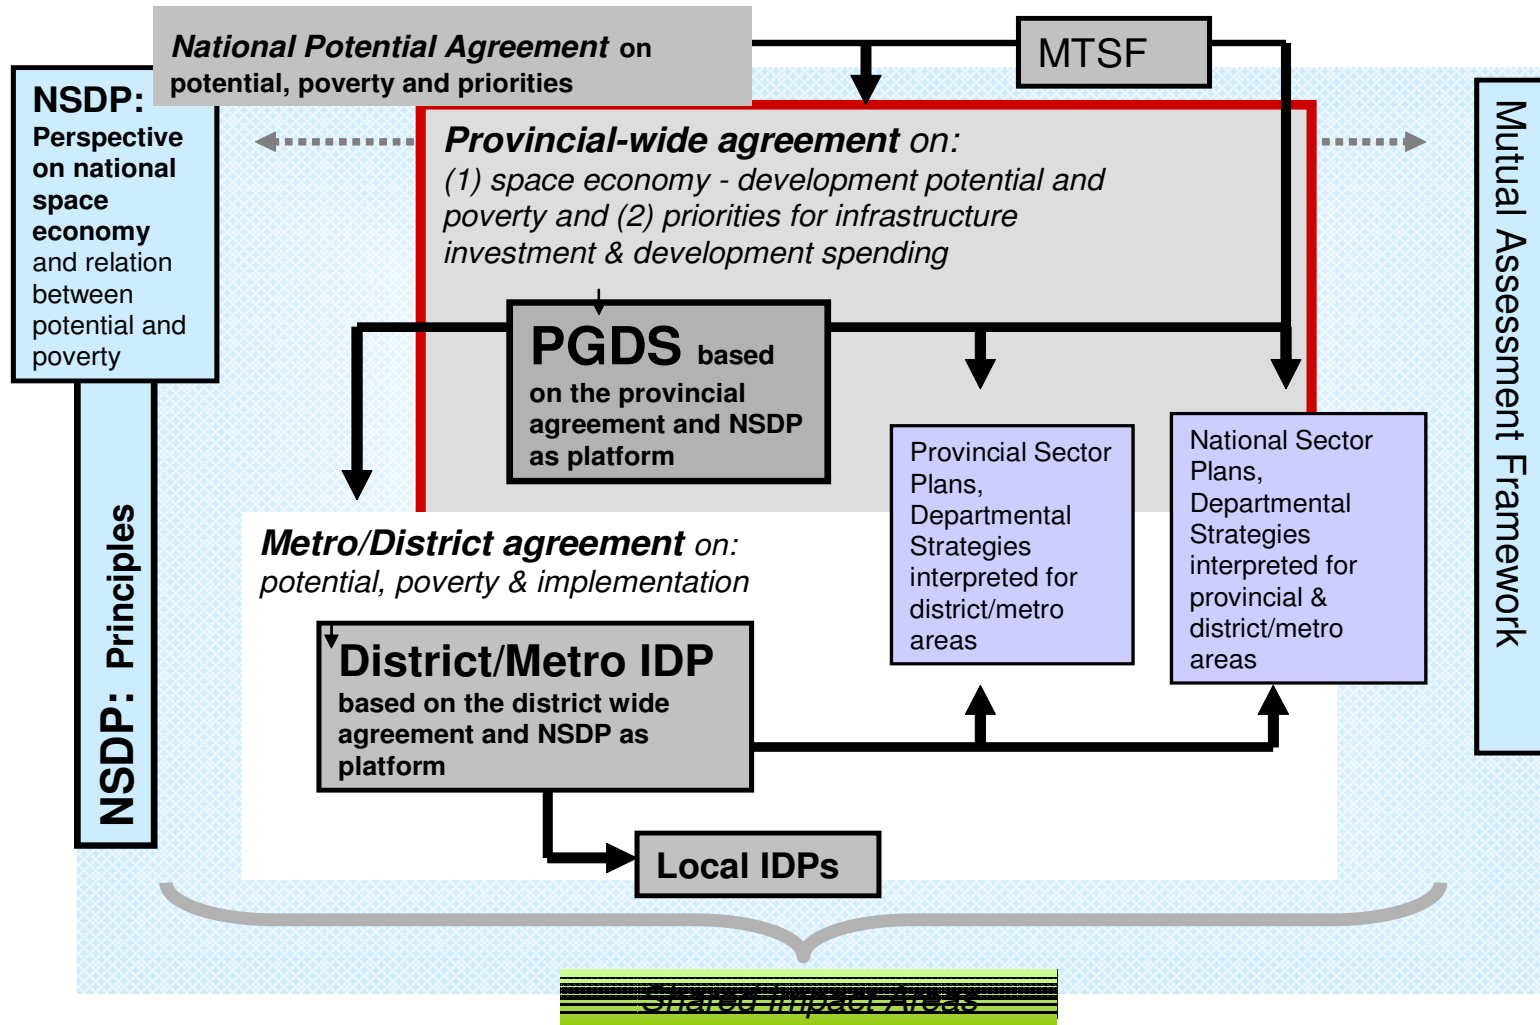 National Potential Agreement on
potential, poverty and priorities
MTSF
NSDP:
Perspective
on national
space
economy
and relation
between
potential and
poverty
Provincial-wide agreement on:
(1) space economy - development potential and
poverty and (2) priorities for infrastructure
investment & development spending
Mutual Assessment Framework
PGDS based
on the provincial
agreement and NSDP
as platform
Provincial Sector
Plans,
Departmental
Strategies
interpreted for
district/metro
areas
National Sector
Plans,
Departmental
Strategies
interpreted for
provincial &
district/metro
areas
NSDP: Principles
Metro/District agreement on:
potential, poverty & implementation
District/Metro IDP
based on the district wide
agreement and NSDP as
platform
Local IDPs
Shared Impact Areas